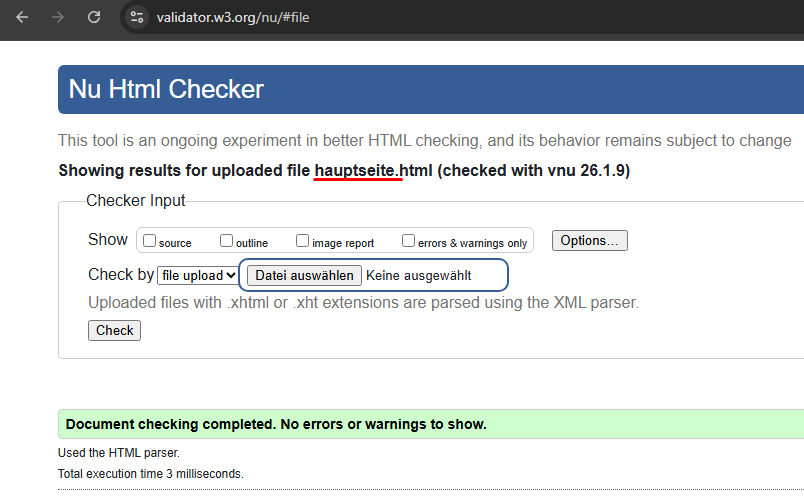 validator.w3.org/nu/#file
Nu Html Checker
This tool is an ongoing experiment in better HTML checking, and its behavior remains subject to change
Showing results for uploaded file hauptseite.html (checked with vnu 26.1.9)
Checker Input
Show source outline image report errors & warnings only Options...
Check by file upload Datei auswählen Keine ausgewählt
Uploaded files with .xhtml or .xht extensions are parsed using the XML parser.
Check
Document checking completed. No errors or warnings to show.
Used the HTML parser.
Total execution time 3 milliseconds.